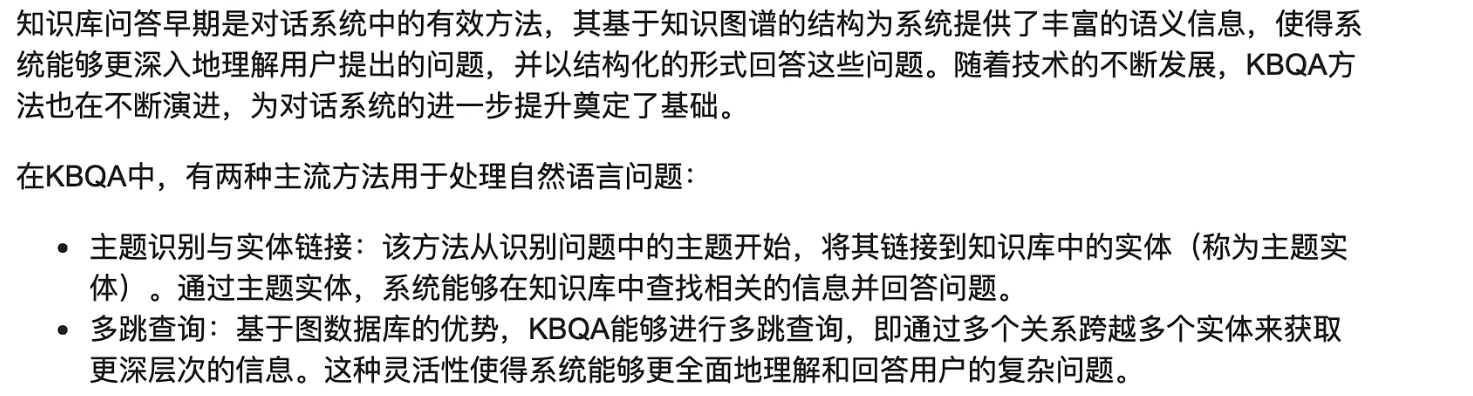 知识库问答早期是对话系统中的有效方法，其基于知识图谱的结构为系统提供了丰富的语义信息，使得系
统能够更深入地理解用户提出的问题，并以结构化的形式回答这些问题。随着技术的不断发展，KBQA方
法也在不断演进，为对话系统的进一步提升奠定了基础。
在KBQA中，有两种主流方法用于处理自然语言问题：
• 主题识别与实体链接：该方法从识别问题中的主题开始，将其链接到知识库中的实体（称为主题实
体）。通过主题实体，系统能够在知识库中查找相关的信息并回答问题。
• 多跳查询：基于图数据库的优势，KBQA能够进行多跳查询，即通过多个关系跨越多个实体来获取
更深层次的信息。这种灵活性使得系统能够更全面地理解和回答用户的复杂问题。